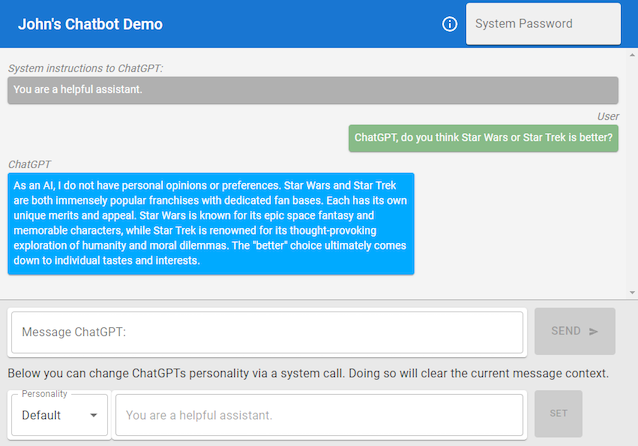 John's Chatbot Demo
System Password
System instructions to ChatGPT:
You are a helpful assistant.
User
ChatGPT, do you think Star Wars or Star Trek is better?
ChatGPT
As an AI, I do not have personal opinions or preferences. Star Wars and Star Trek
are both immensely popular franchises with dedicated fan bases. Each has its own
unique merits and appeal. Star Wars is known for its epic space fantasy and
memorable characters, while Star Trek is renowned for its thought-provoking
exploration of humanity and moral dilemmas. The "better" choice ultimately comes
down to individual tastes and interests.
Message ChatGPT:
SEND
Below you can change ChatGPTs personality via a system call. Doing so will clear the current message context.
Personality
Default
You are a helpful assistant.
SET